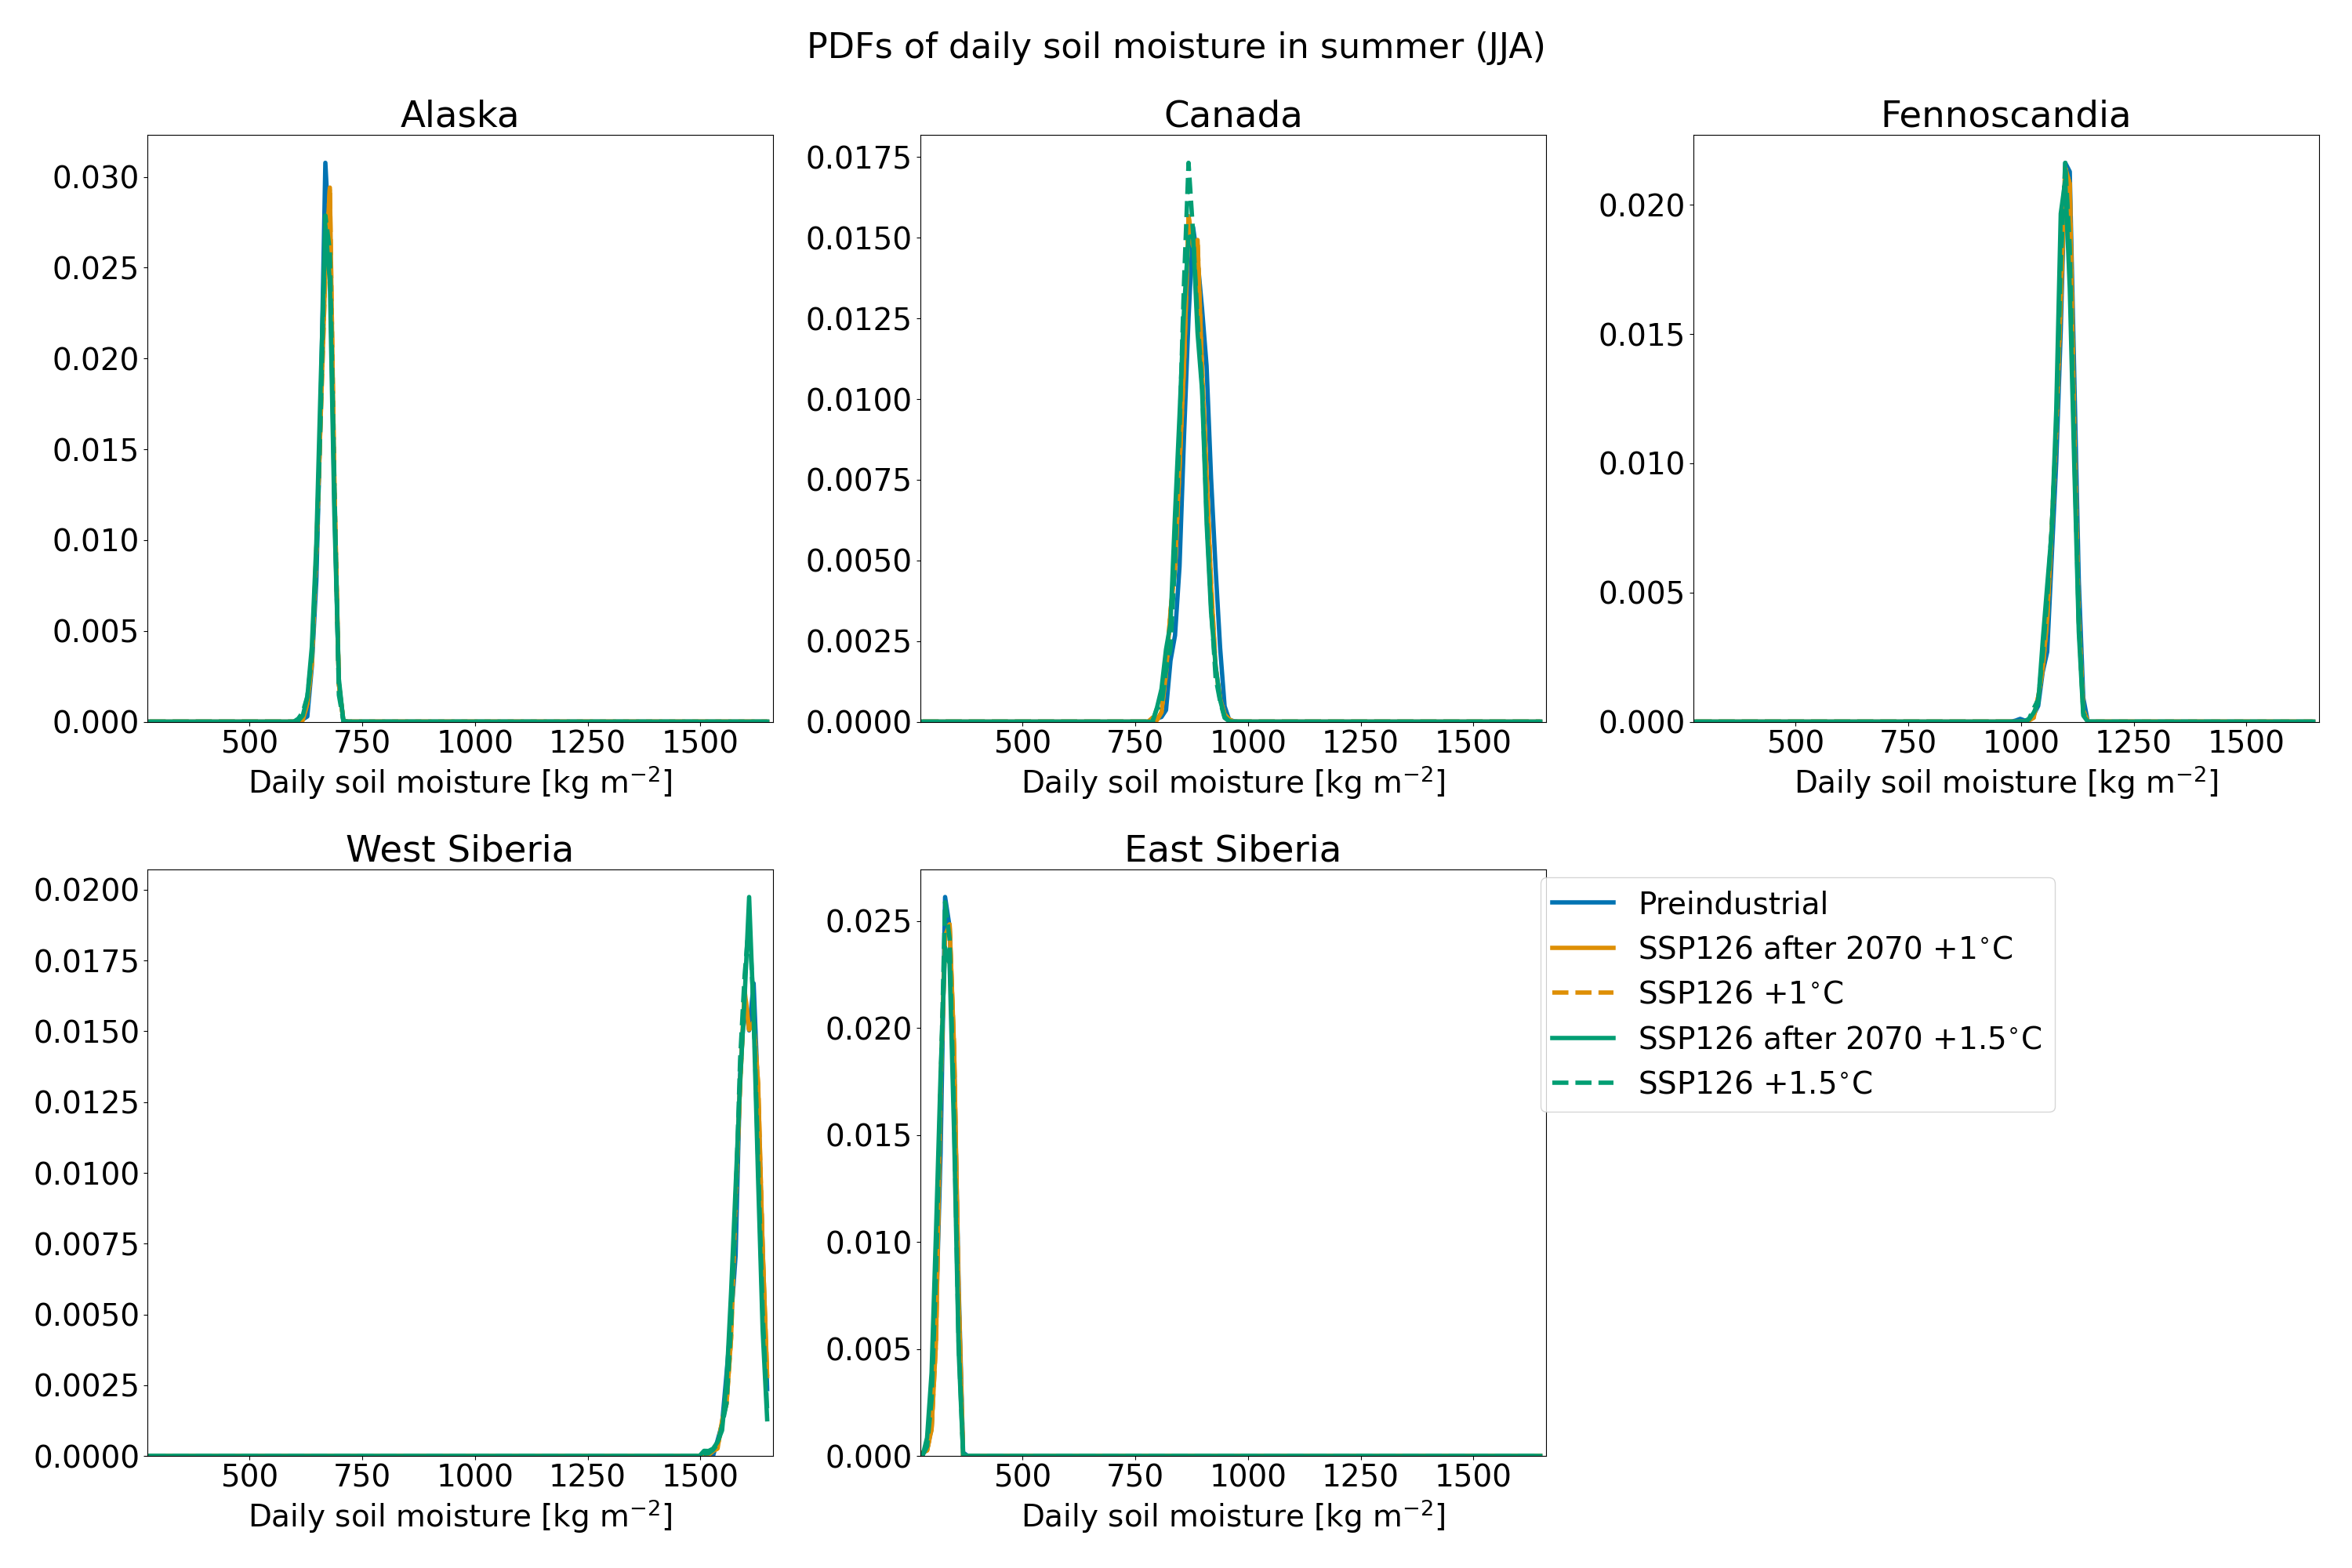 PDFs of daily soil moisture in summer (JJA)
Alaska
0.030
0.025
0.020
0.015
0.010
0.005
0.000
500 750 1000 1250 1500
Daily soil moisture [kg m⁻²]
Canada
0.0175
0.0150
0.0125
0.0100
0.0075
0.0050
0.0025
0.0000
500 750 1000 1250 1500
Daily soil moisture [kg m⁻²]
Fennoscandia
0.020
0.015
0.010
0.005
0.000
500 750 1000 1250 1500
Daily soil moisture [kg m⁻²]
West Siberia
0.0200
0.0175
0.0150
0.0125
0.0100
0.0075
0.0050
0.0025
0.0000
500 750 1000 1250 1500
Daily soil moisture [kg m⁻²]
East Siberia
0.025
0.020
0.015
0.010
0.005
0.000
500 750 1000 1250 1500
Daily soil moisture [kg m⁻²]
Preindustrial
SSP126 after 2070 +1°C
SSP126 +1°C
SSP126 after 2070 +1.5°C
SSP126 +1.5°C